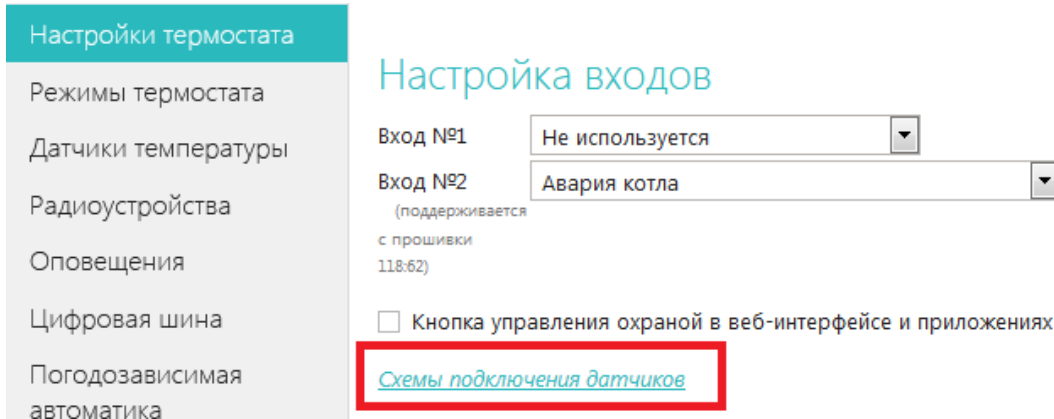 Настройки термостата
Режимы термостата
Датчики температуры
Радиоустройства
Оповещения
Цифровая шина
Погодозависимая
автоматика
Настройка входов
Вход №1 Не используется
Вход №2 Авария котла
(поддерживается
с прошивки
118:62)
Кнопка управления охраной в веб-интерфейсе и приложениях
Схемы подключения датчиков